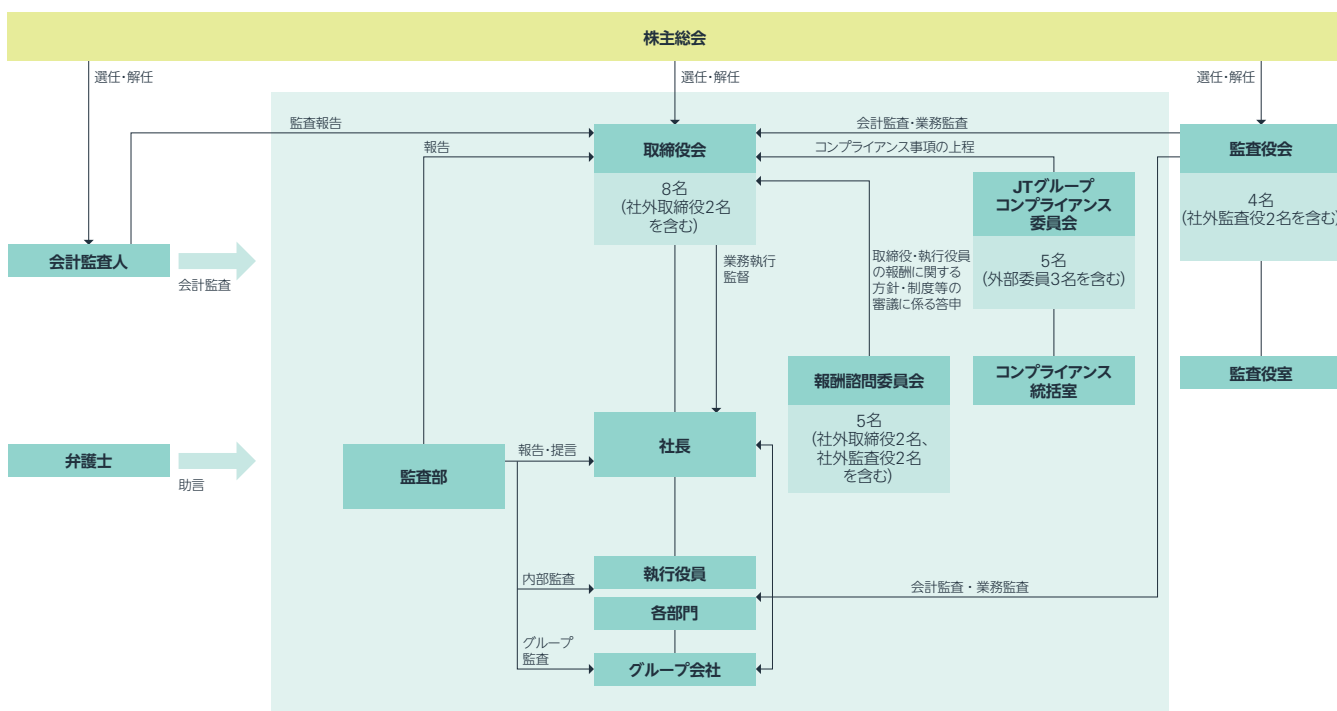 株主総会
選任・解任
選任・解任
選任・解任
監査報告
会計監査・業務監査
報告
取締役会
コンプライアンス事項の上程
監査役会
8名
(社外取締役2名
を含む)
JTグループ
コンプライアンス
委員会
4名
(社外監査役2名を含む)
会計監査人
会計監査
業務執行
監督
取締役・執行役員
の報酬に関する
方針・制度等の
審議に係る答申
5名
(外部委員3名を含む)
報酬諮問委員会
コンプライアンス
統括室
監査役室
5名
(社外取締役2名、
社外監査役2名
を含む)
弁護士
助言
監査部
報告・提言
社長
内部監査
執行役員
会計監査・業務監査
各部門
グループ
監査
グループ会社